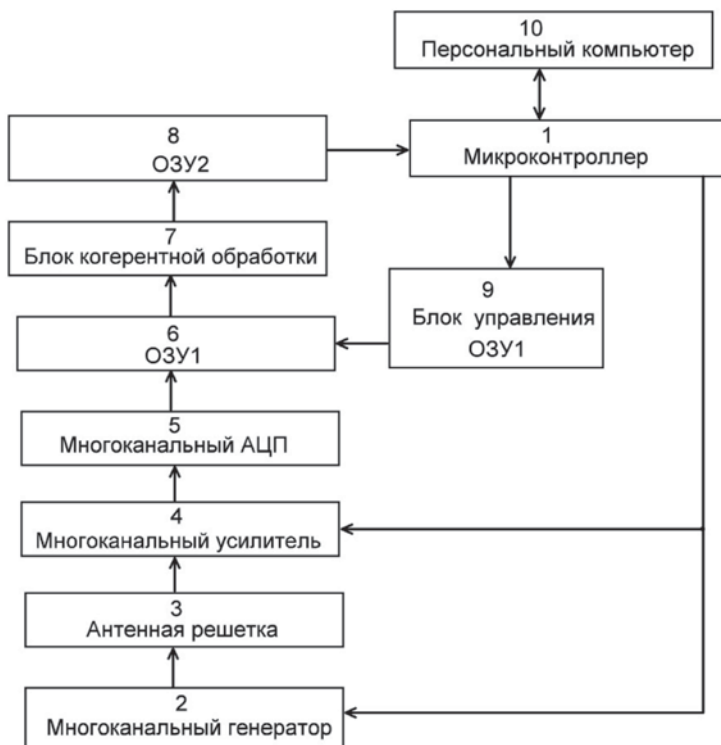 10
Персональный компьютер
8
ОЗУ2
1
Микроконтроллер
7
Блок когерентной обработки
9
Блок управления
ОЗУ1
6
ОЗУ1
5
Многоканальный АЦП
4
Многоканальный усилитель
3
Антенная решетка
2
Многоканальный генератор